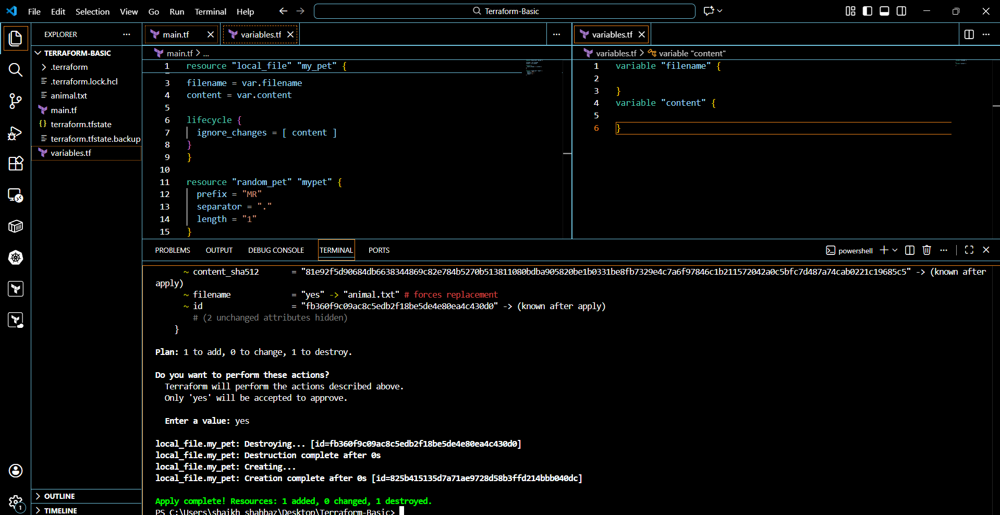 File Edit Selection View Go Run Terminal Help
Terraform-Basic
EXPLORER
TERRAFORM-BASIC
.terraform
.terraform.lock.hcl
animal.txt
main.tf
{} terraform.tfstate
terraform.tfstate.backup
variables.tf
OUTLINE
TIMELINE
1
main.tf
variables.tf
main.tf > ...
1 resource "local_file" "my_pet" {
3 filename = var.filename
4 content = var.content
5
6 lifecycle {
7 ignore_changes = [ content ]
8 }
9 }
10
11 resource "random_pet" "mypet" {
12 prefix = "MR"
13 separator = "."
14 length = "1"
15 }
variables.tf
variables.tf > variable "content"
1 variable "filename" {
2
3 }
4 variable "content" {
5
6 }
PROBLEMS OUTPUT DEBUG CONSOLE TERMINAL PORTS
powershell
~ content_sha512 = "81e92f5d90684db6638344869c82e784b5270b513811080bdba905820be1b0331be8fb7329e4c7a6f97846c1b211572042a0c5bfc7d487a74cab0221c19685c5" -> (known after
apply)
~ filename = "yes" -> "animal.txt" # forces replacement
~ id = "fb360f9c09ac8c5edb2f18be5de4e80ea4c430d0" -> (known after apply)
# (2 unchanged attributes hidden)
}
Plan: 1 to add, 0 to change, 1 to destroy.
Do you want to perform these actions?
Terraform will perform the actions described above.
Only 'yes' will be accepted to approve.
Enter a value: yes
local_file.my_pet: Destroying... [id=fb360f9c09ac8c5edb2f18be5de4e80ea4c430d0]
local_file.my_pet: Destruction complete after 0s
local_file.my_pet: Creating...
local_file.my_pet: Creation complete after 0s [id=825b415135d7a71ae9728d58b3ffd214bbb040dc]
Apply complete! Resources: 1 added, 0 changed, 1 destroyed.
PS C:\Users\shaikh shahbaz\Desktop\Terraform-Basic>